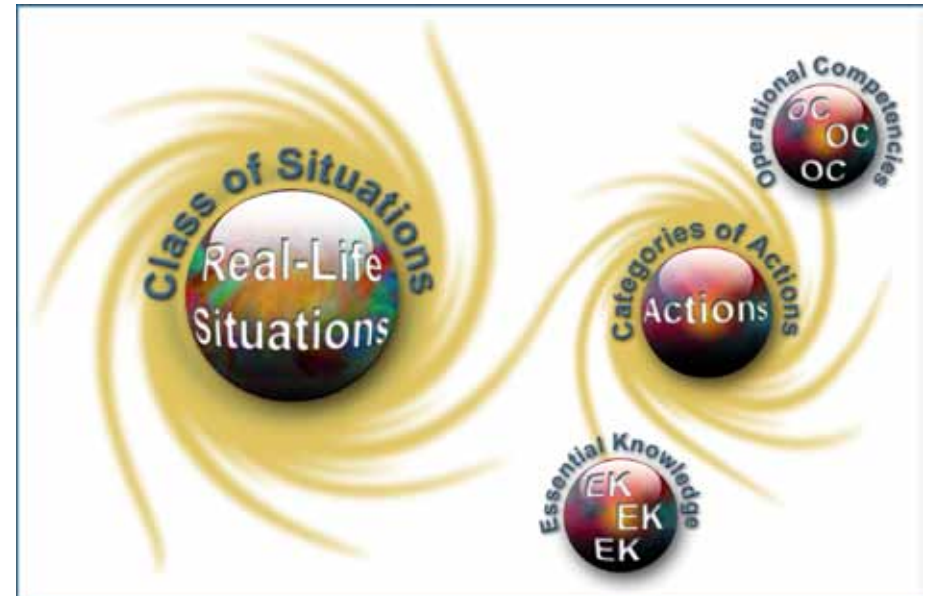 Class of Situations
Real-Life
Situations
Operational Competencies
OC
OC
OC
Categories of Actions
Actions
Essential Knowledge
EK
EK
EK